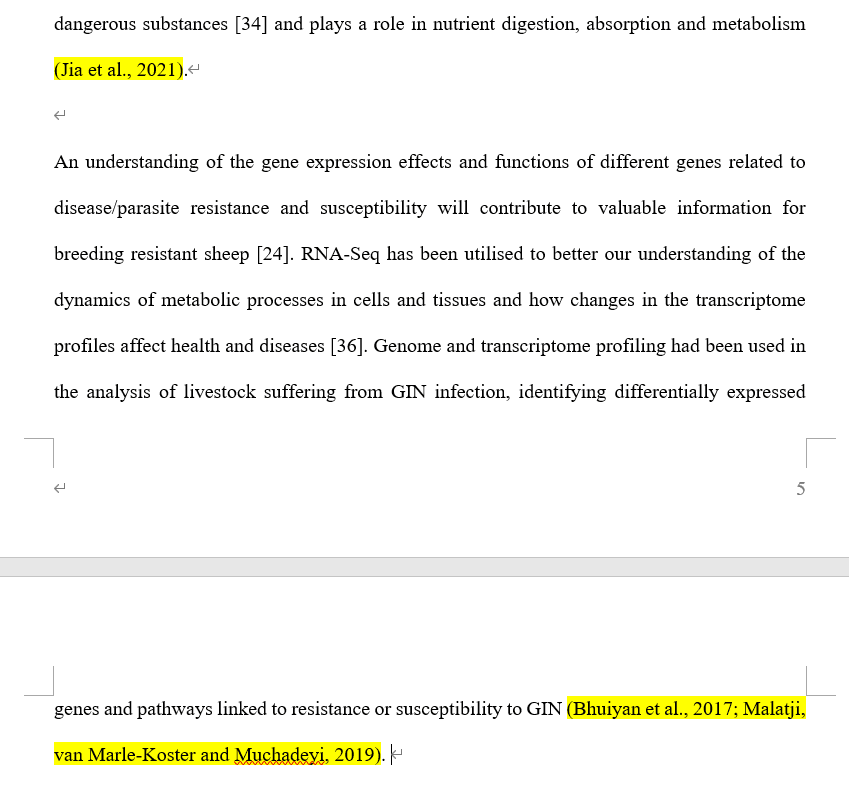 dangerous substances [34] and plays a role in nutrient digestion, absorption and metabolism
(Jia et al., 2021).↵
↵
An understanding of the gene expression effects and functions of different genes related to
disease/parasite resistance and susceptibility will contribute to valuable information for
breeding resistant sheep [24]. RNA-Seq has been utilised to better our understanding of the
dynamics of metabolic processes in cells and tissues and how changes in the transcriptome
profiles affect health and diseases [36]. Genome and transcriptome profiling had been used in
the analysis of livestock suffering from GIN infection, identifying differentially expressed
↵ 5
genes and pathways linked to resistance or susceptibility to GIN (Bhuiyan et al., 2017; Malatji,
van Marle-Koster and Muchadeyi, 2019). ↵